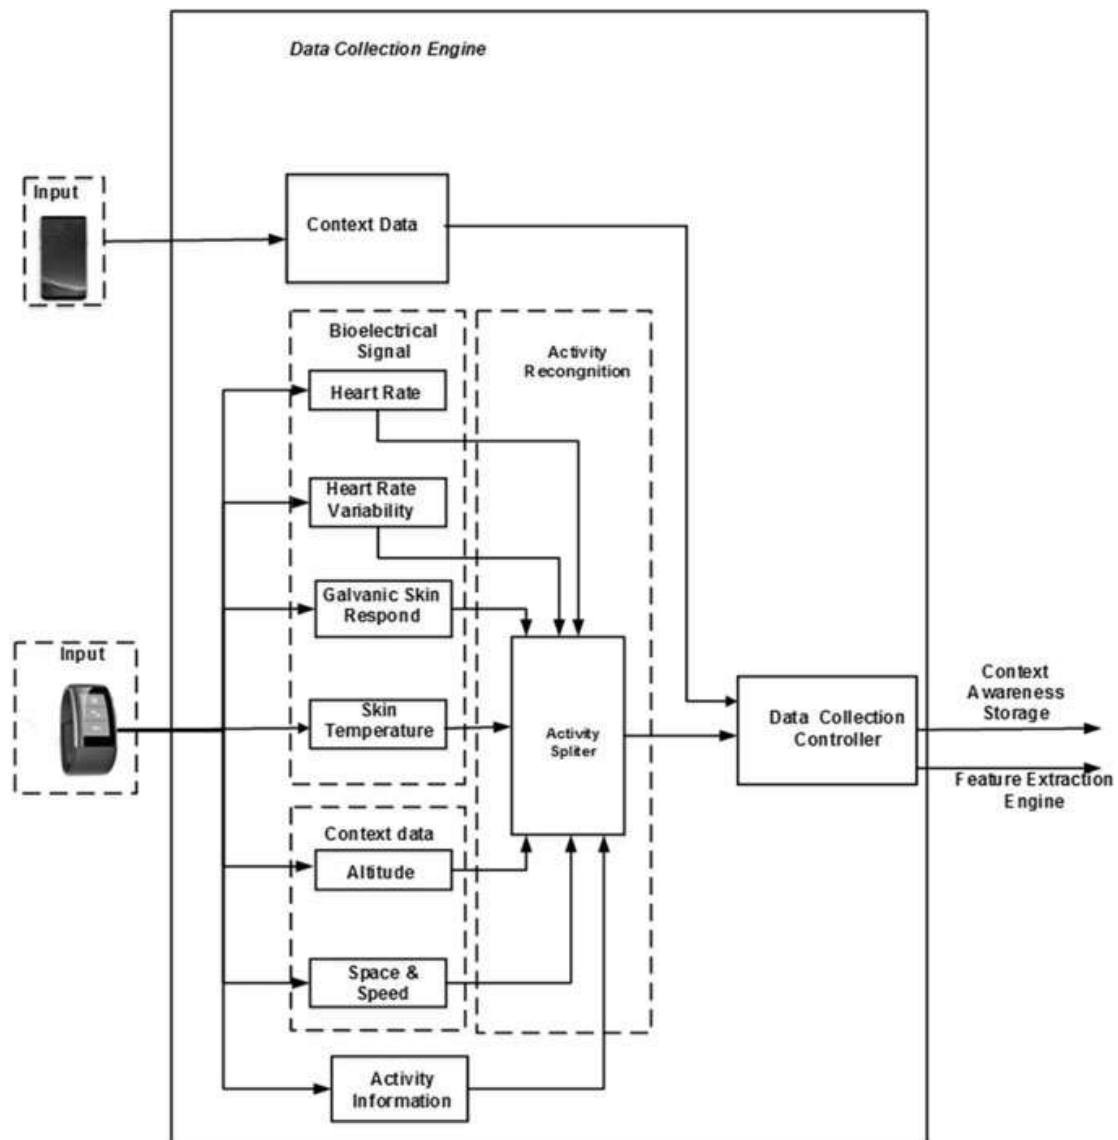 Data Collection Engine
Input
Context Data
Bioelectrical
Signal
Activity
Recongnition
Heart Rate
Heart Rate
Variability
Galvanic Skin
Respond
Input
Skin
Temperature
Activity
Spliter
Data Collection
Controller
Context
Awareness
Storage
Feature Extraction
Engine
Context data
Altitude
Space &
Speed
Activity
Information